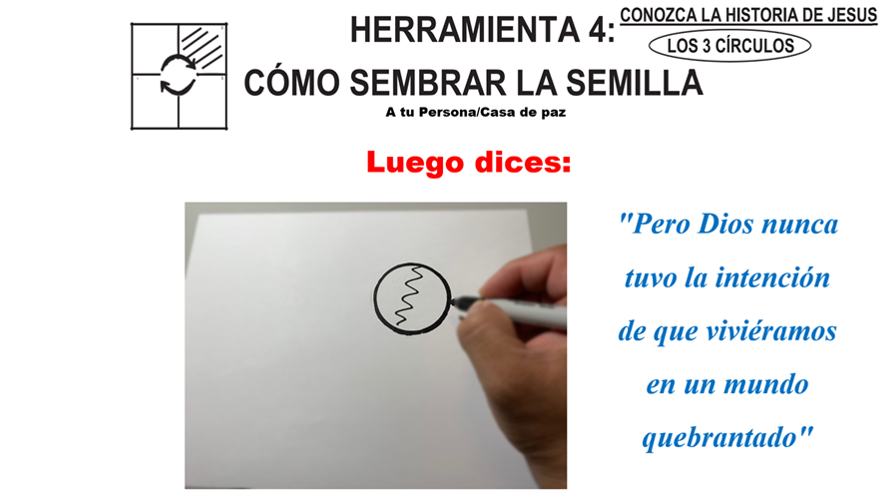 CONOZCA LA HISTORIA DE JESUS
HERRAMIENTA 4:
LOS 3 CÍRCULOS
CÓMO SEMBRAR LA SEMILLA
A tu Persona/Casa de paz
Luego dices:
"Pero Dios nunca
tuvo la intención
de que viviéramos
en un mundo
quebrantado"